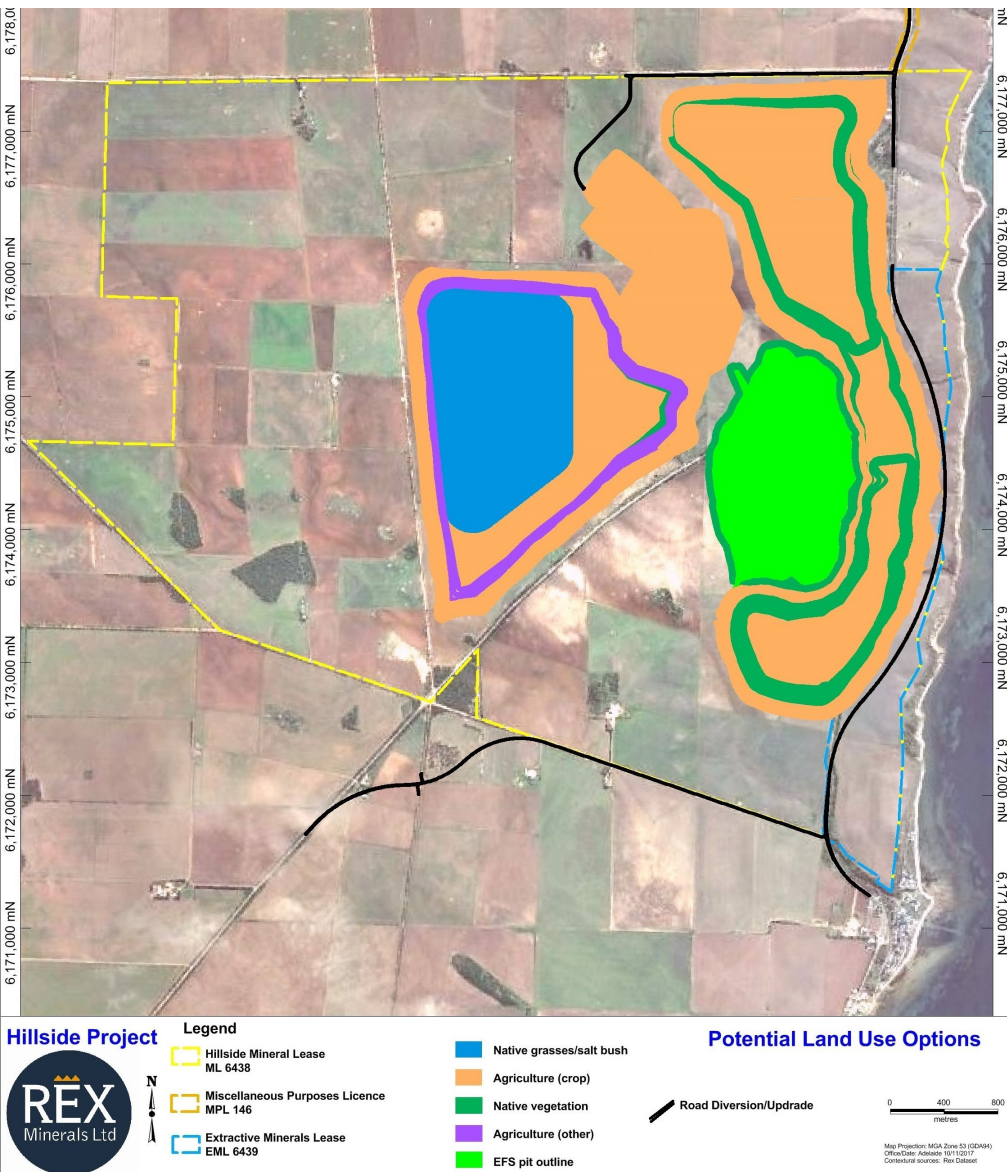 6,178,0
6,177,000 mN
6,176,000 mN
6,175,000 mN
6,174,000 mN
6,173,000 mN
6,172,000 mN
6,171,000 mN
mN
6,177,000 mN
6,176,000 mN
6,175,000 mN
6,174,000 mN
6,173,000 mN
6,172,000 mN
6,171,000 mN
Hillside Project
REX
Minerals Ltd
Legend
Hillside Mineral Lease
ML 6438
N
Miscellaneous Purposes Licence
MPL 146
Extractive Minerals Lease
EML 6439
Native grasses/salt bush
Agriculture (crop)
Native vegetation
Agriculture (other)
EFS pit outline
Road Diversion/Updrade
Potential Land Use Options
0 400 800
metres
Map Projection: MGA Zone 53 (GDA94)
Office/Date: Adelaide 10/11/2017
Contextural sources: Rex Dataset